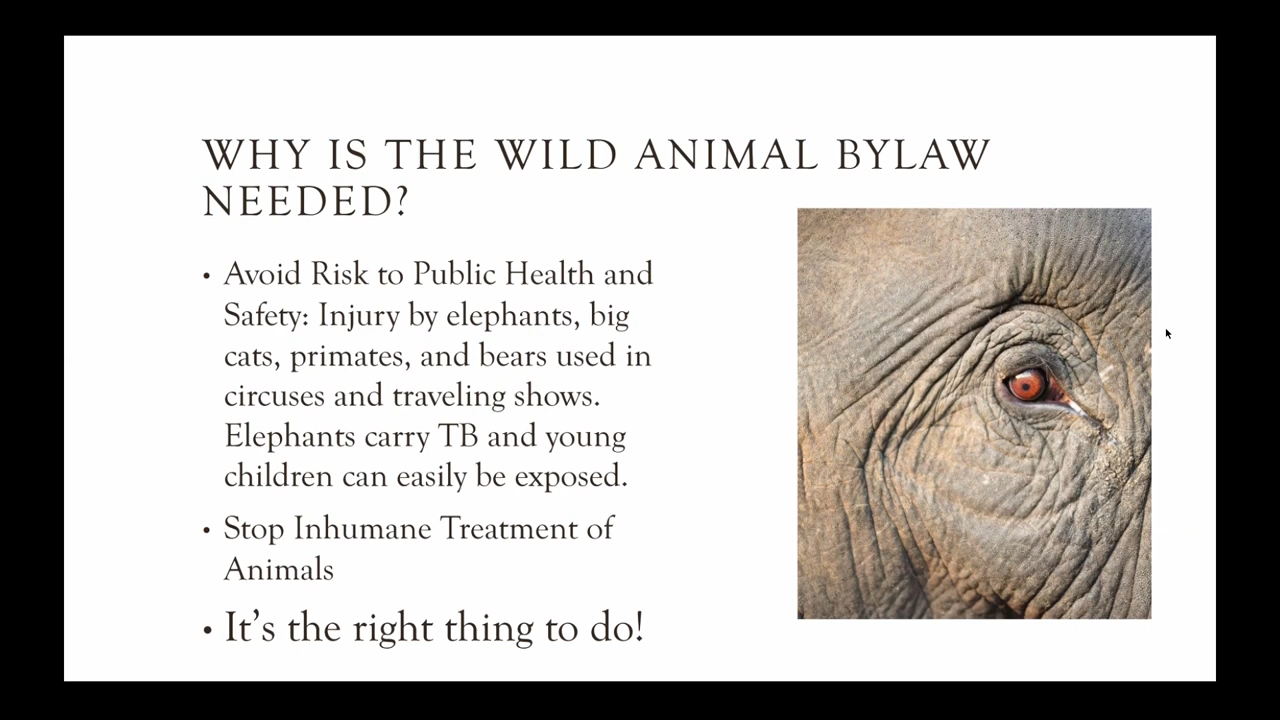 WHY IS THE WILD ANIMAL BYLAW
NEEDED?
• Avoid Risk to Public Health and
Safety: Injury by elephants, big
cats, primates, and bears used in
circuses and traveling shows.
Elephants carry TB and young
children can easily be exposed.
• Stop Inhumane Treatment of
Animals
• It’s the right thing to do!